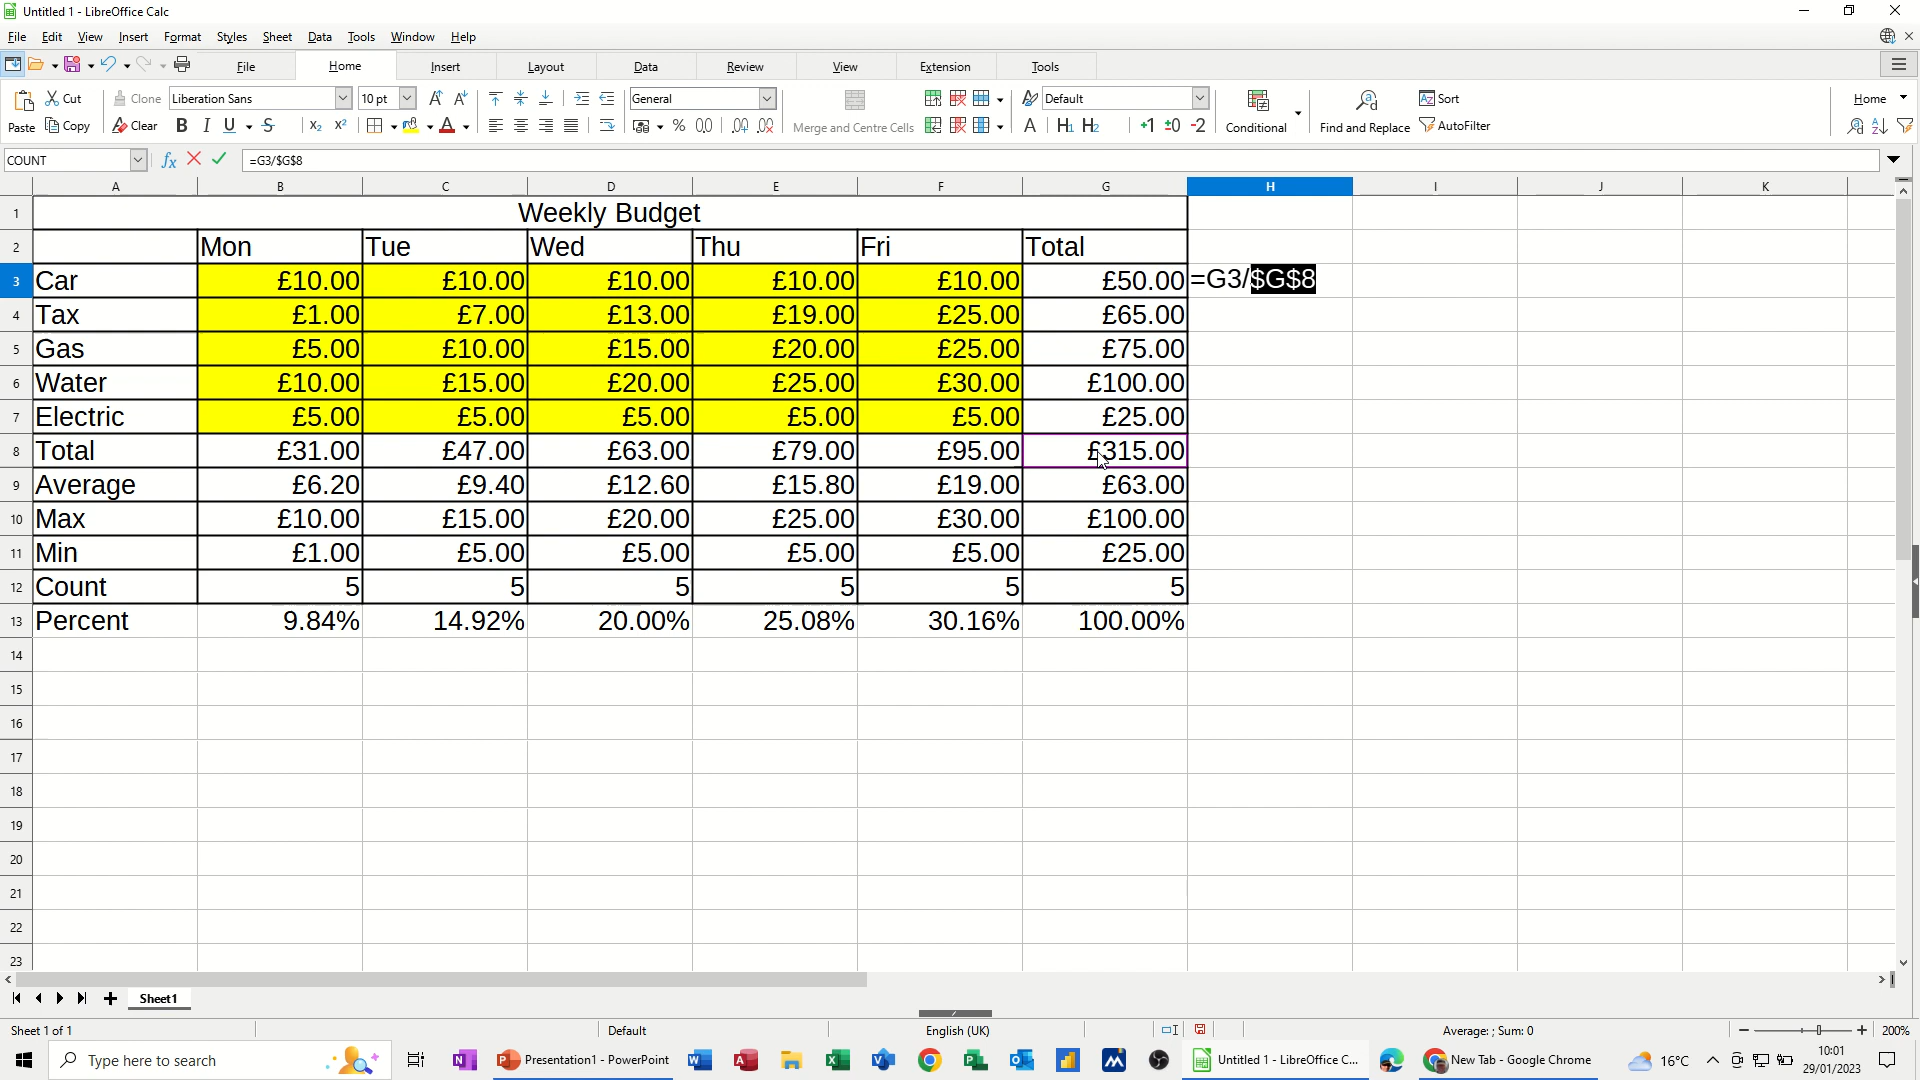 Untitled 1 - LibreOffice Calc
File Edit View Insert Format Styles Sheet Data Tools Window Help
File Home Insert Layout Data Review View Extension Tools
Cut Clone Liberation Sans 10 pt General Default Sort Home
Paste Copy Clear Merge and Centre Cells Conditional Find and Replace AutoFilter
COUNT =G3/$G$8
A B C D E F G H I J K
1 Weekly Budget
2 Mon Tue Wed Thu Fri Total
3 Car £10.00 £10.00 £10.00 £10.00 £10.00 £50.00 =G3/$G$8
4 Tax £1.00 £7.00 £13.00 £19.00 £25.00 £65.00
5 Gas £5.00 £10.00 £15.00 £20.00 £25.00 £75.00
6 Water £10.00 £15.00 £20.00 £25.00 £30.00 £100.00
7 Electric £5.00 £5.00 £5.00 £5.00 £5.00 £25.00
8 Total £31.00 £47.00 £63.00 £79.00 £95.00 £315.00
9 Average £6.20 £9.40 £12.60 £15.80 £19.00 £63.00
10 Max £10.00 £15.00 £20.00 £25.00 £30.00 £100.00
11 Min £1.00 £5.00 £5.00 £5.00 £5.00 £25.00
12 Count 5 5 5 5 5 5
13 Percent 9.84% 14.92% 20.00% 25.08% 30.16% 100.00%
14
15
16
17
18
19
20
21
22
23
Sheet1
Sheet 1 of 1 Default English (UK) Average: ; Sum: 0 200%
Type here to search Presentation1 - PowerPoint Untitled 1 - LibreOffice C... New Tab - Google Chrome 16°C 10:01
29/01/2023